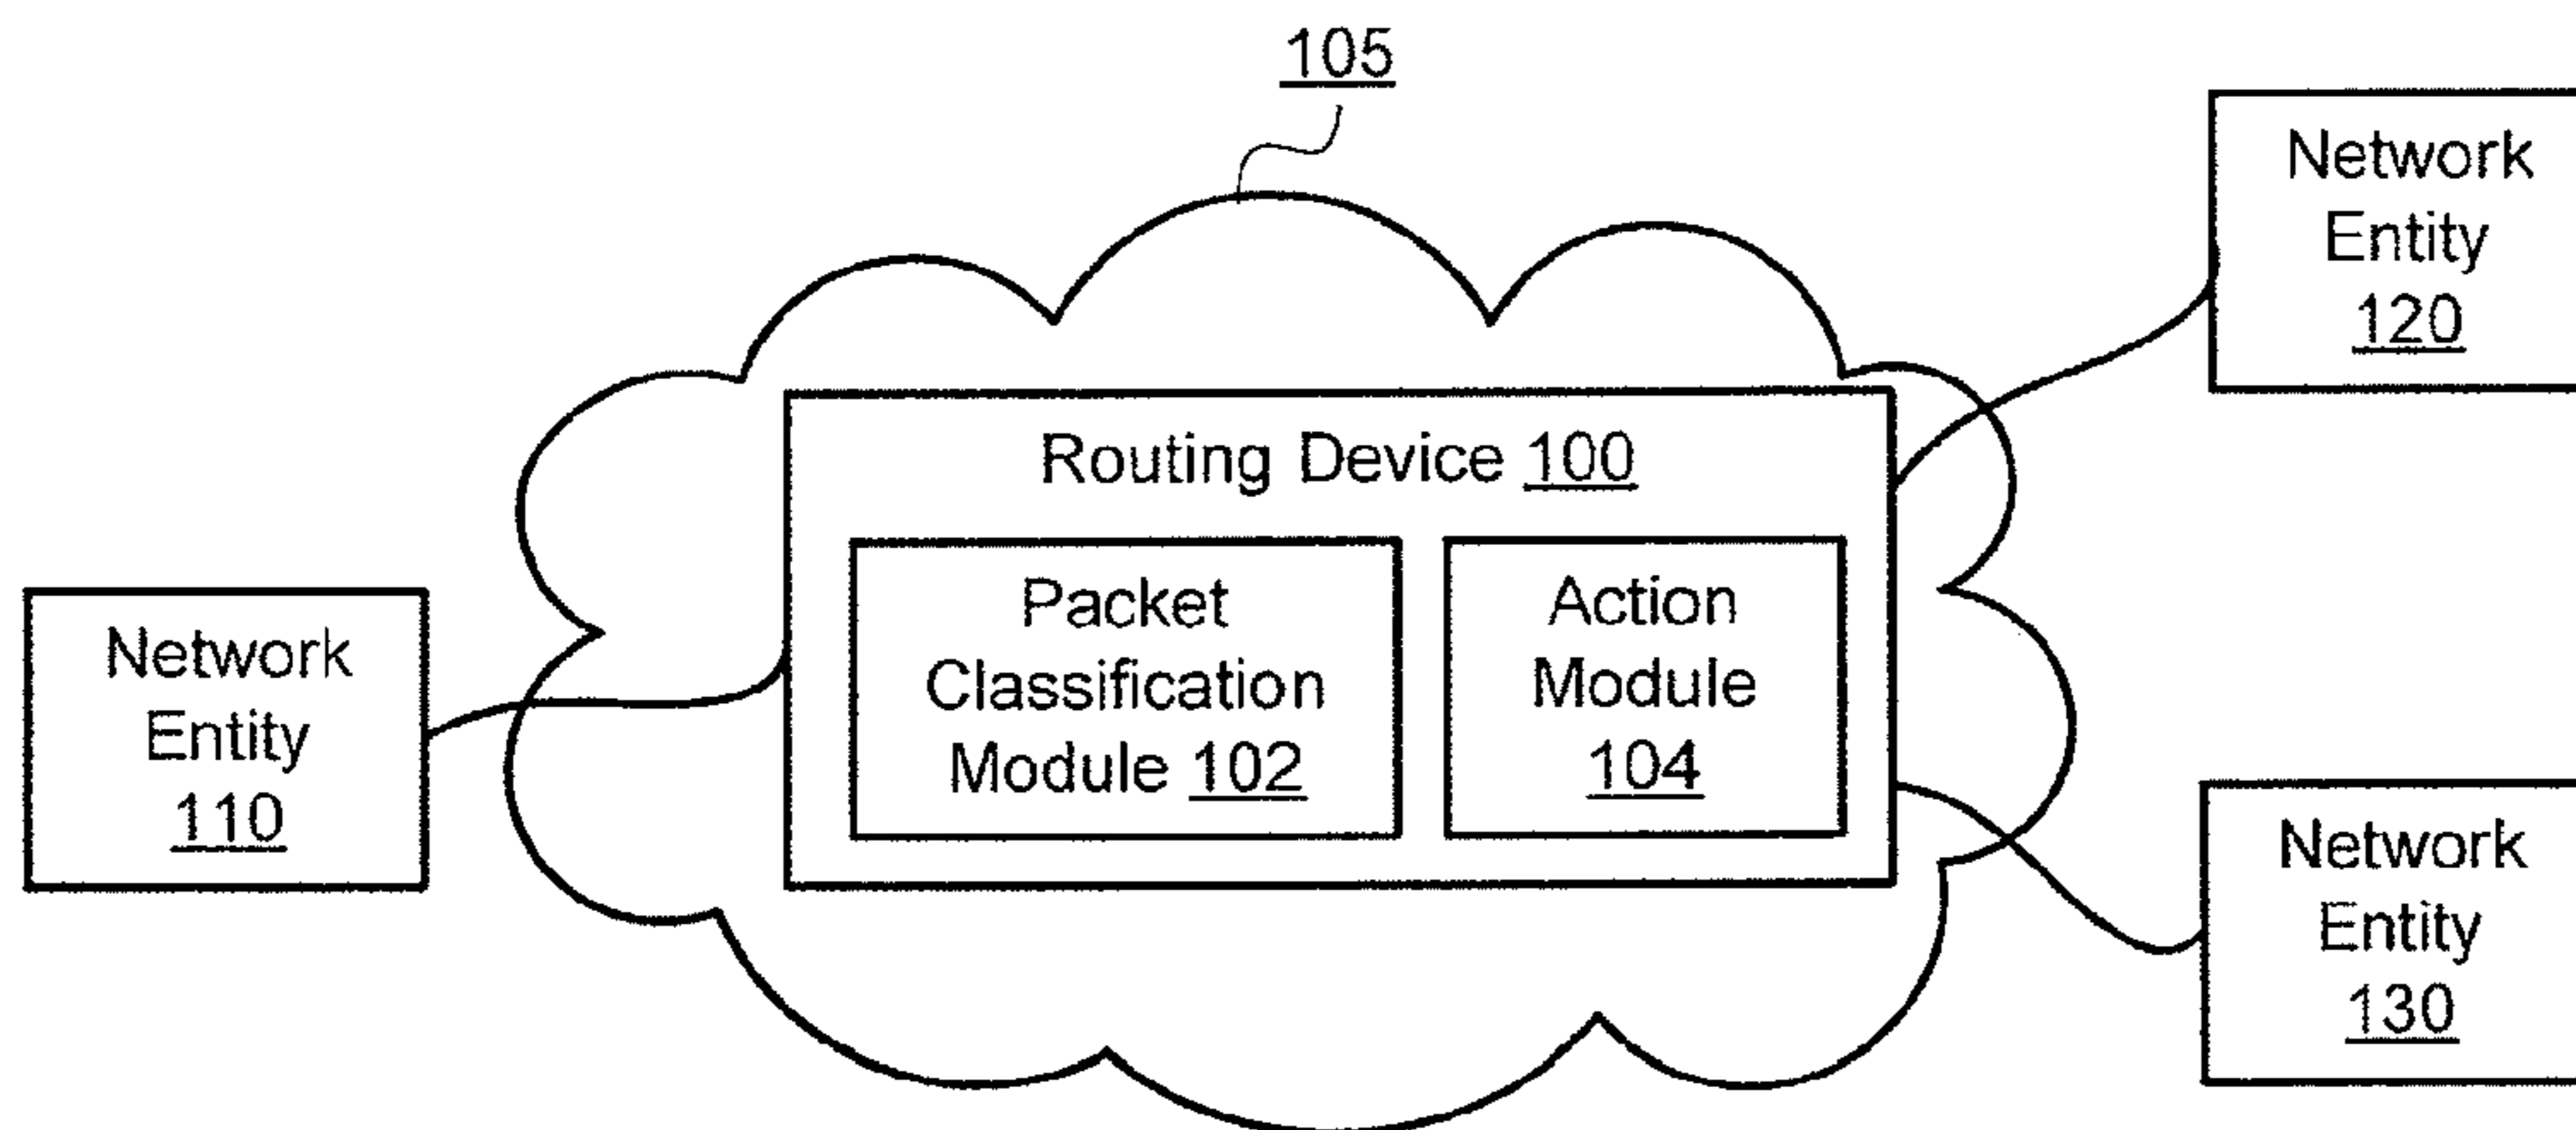 105
Network
Entity
120
Routing Device 100
Packet
Classification
Module 102
Action
Module
104
Network
Entity
110
Network
Entity
130